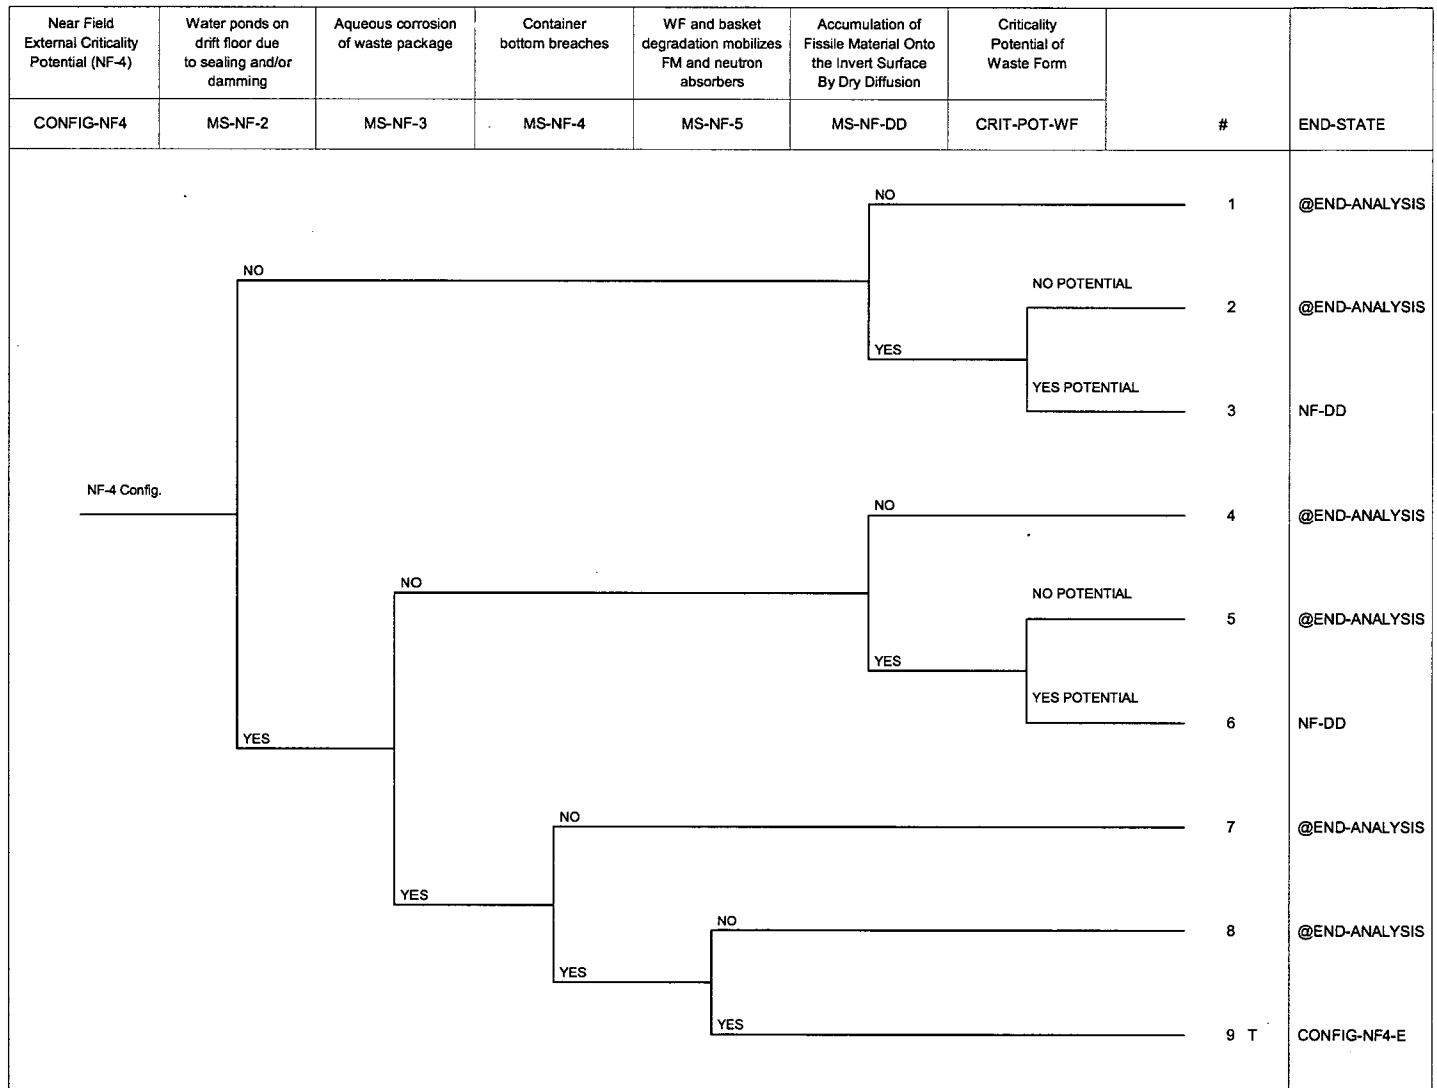 Near Field
External Criticality
Potential (NF-4)
Water ponds on
drift floor due
to sealing and/or
damming
Aqueous corrosion
of waste package
Container
bottom breaches
WF and basket
degradation mobilizes
FM and neutron
absorbers
Accumulation of
Fissile Material Onto
the Invert Surface
By Dry Diffusion
Criticality
Potential of
Waste Form
CONFIG-NF4 MS-NF-2 MS-NF-3 MS-NF-4 MS-NF-5 MS-NF-DD CRIT-POT-WF # END-STATE
NO
1 @END-ANALYSIS
NO
NO POTENTIAL
2 @END-ANALYSIS
YES
YES POTENTIAL
3 NF-DD
NF-4 Config.
NO
4 @END-ANALYSIS
NO
NO POTENTIAL
5 @END-ANALYSIS
YES
YES POTENTIAL
6 NF-DD
YES
NO
7 @END-ANALYSIS
YES
NO
8 @END-ANALYSIS
YES
YES
9 T CONFIG-NF4-E